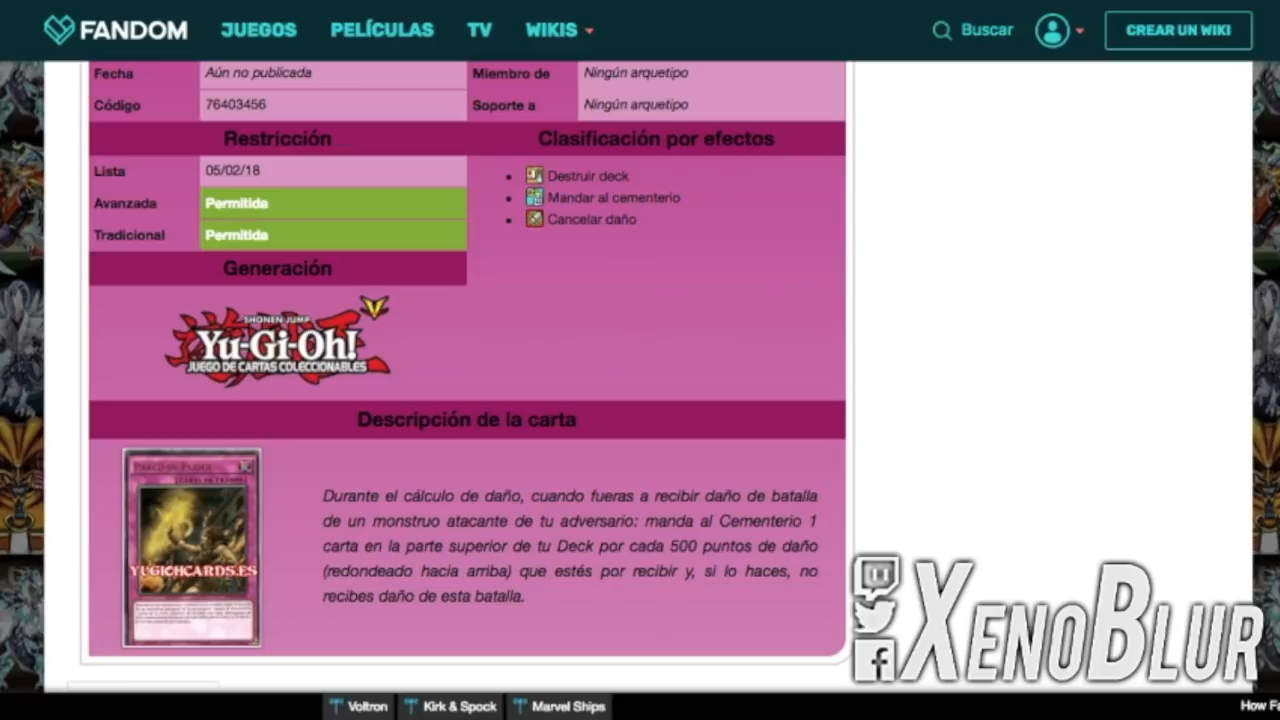 FANDOM JUEGOS PELÍCULAS TV WIKIS Buscar CREAR UN WIKI
Fecha Aún no publicada Miembro de Ningún arquetipo
Código 76403456 Soporte a Ningún arquetipo
Restricción Clasificación por efectos
Lista 05/02/18
Destruir deck
Avanzada Permitida
Mandar al cementerio
Cancelar daño
Tradicional Permitida
Generación
SHONEN JUMP
Yu-Gi-Oh!
JUEGO DE CARTAS COLECCIONABLES
Descripción de la carta
YUGIOHCARDS.ES
Durante el cálculo de daño, cuando fueras a recibir daño de batalla
de un monstruo atacante de tu adversario: manda al Cementerio 1
carta en la parte superior de tu Deck por cada 500 puntos de daño
(redondeado hacia arriba) que estés por recibir y, si lo haces, no
recibes daño de esta batalla.
XENOBLUR
Voltron Kirk & Spock Marvel Ships How